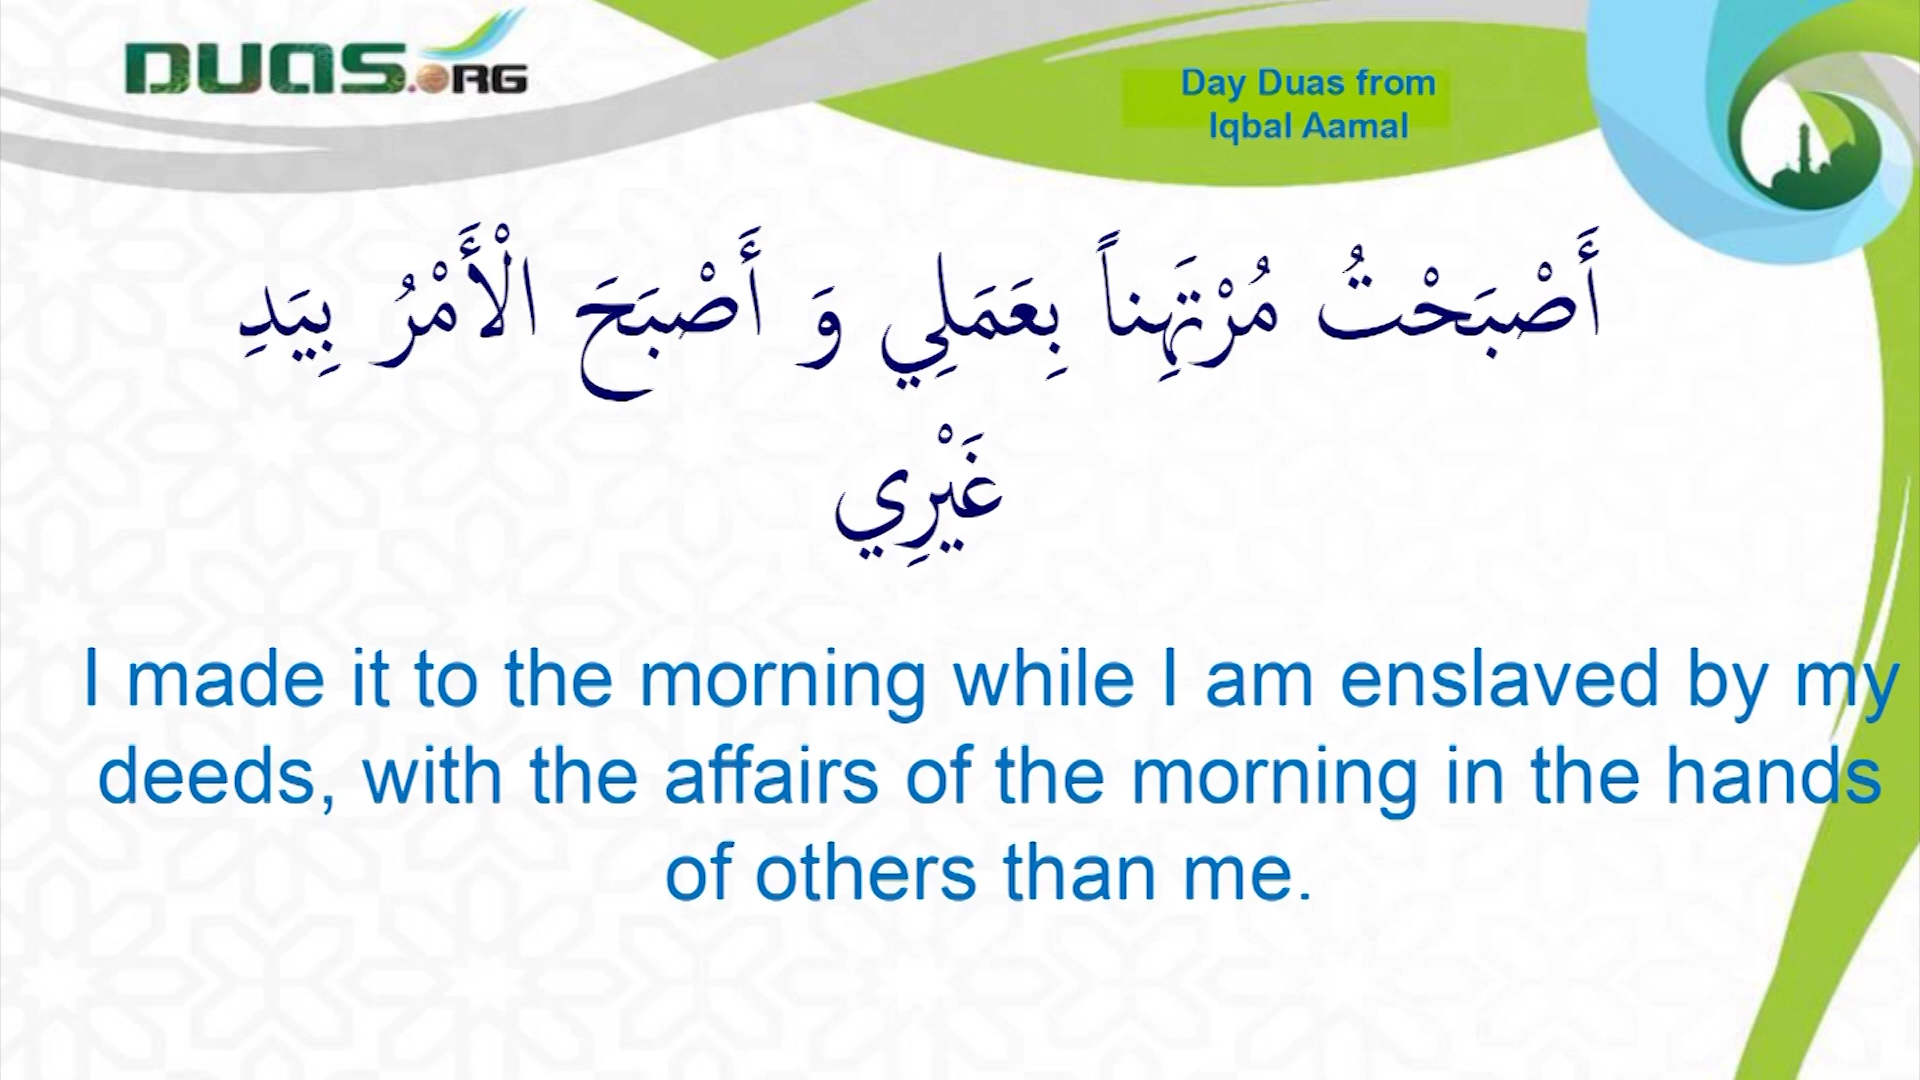 DUAS.ORG
Day Duas from
Iqbal Aamal
أَصْبَحْتُ مُرْتَهِناً بِعَمَلِي وَ أَصْبَحَ الْأَمْرُ بِيَدِ
غَيْرِي
I made it to the morning while I am enslaved by my
deeds, with the affairs of the morning in the hands
of others than me.